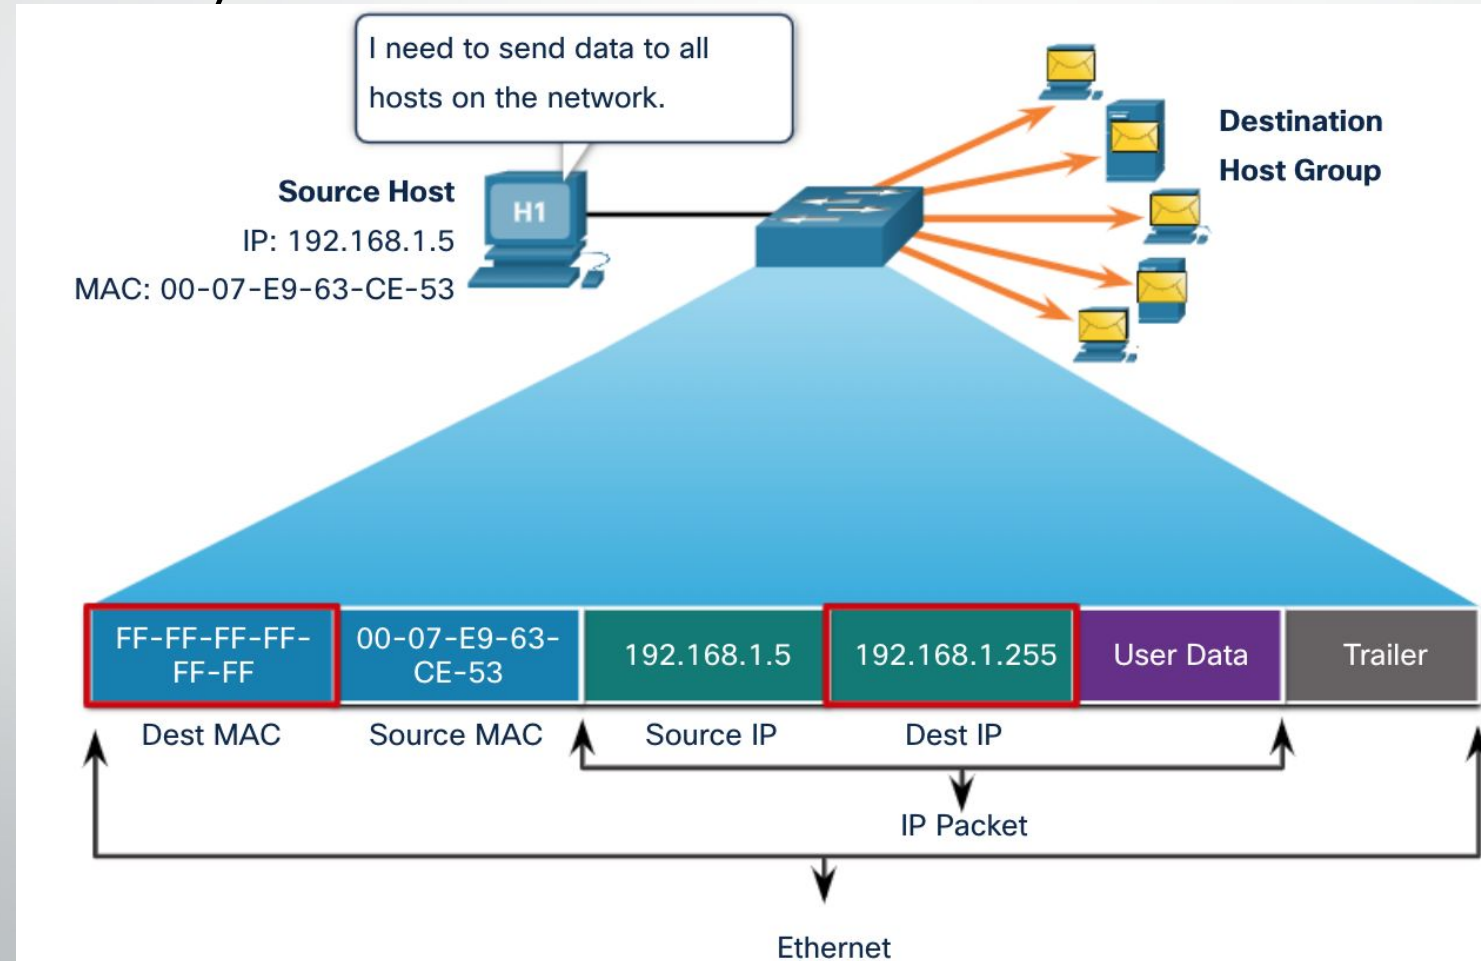 I need to send data to all
hosts on the network.
Destination
Host Group
Source Host
IP: 192.168.1.5
MAC: 00-07-E9-63-CE-53
H1
FF-FF-FF-FF-
FF-FF
00-07-E9-63-
CE-53
192.168.1.5
192.168.1.255
User Data
Trailer
Dest MAC
Source MAC
Source IP
Dest IP
IP Packet
Ethernet